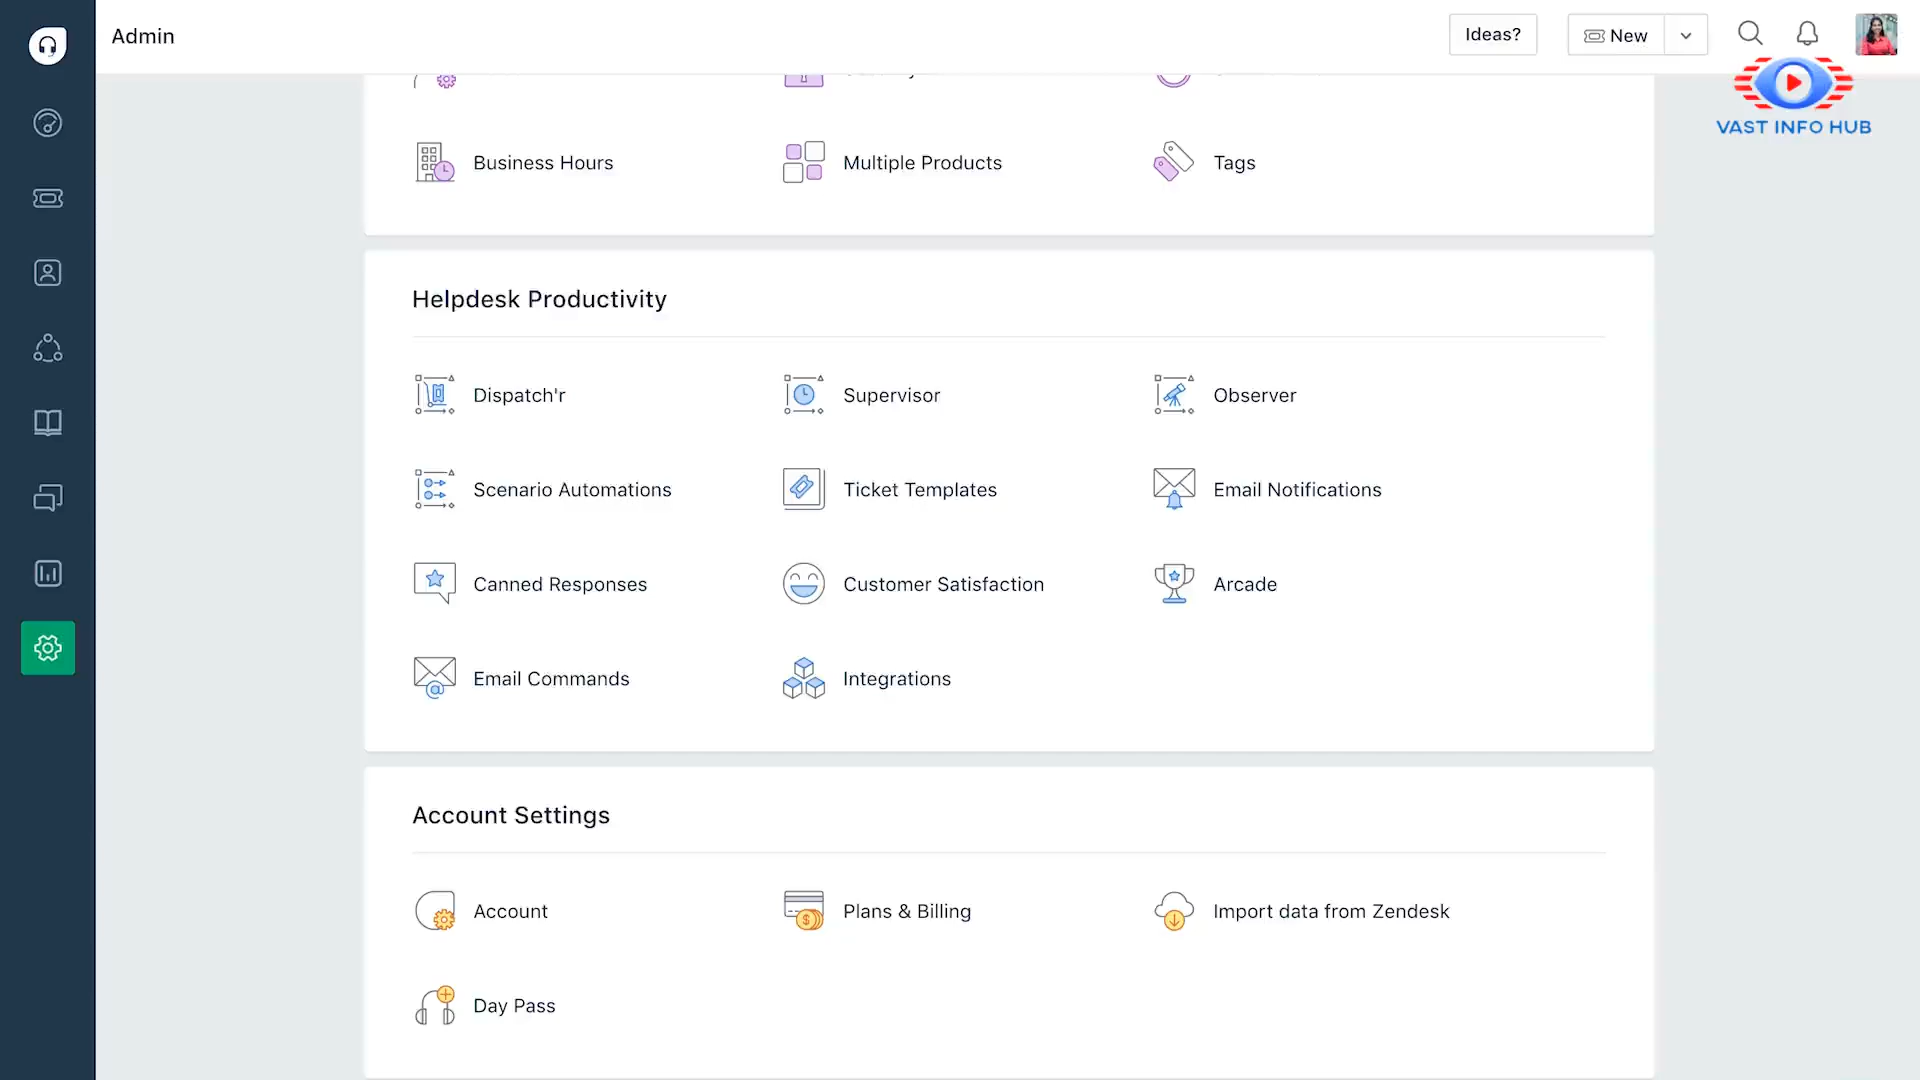 Admin
Ideas?
New
VAST INFO HUB
Business Hours
Multiple Products
Tags
Helpdesk Productivity
Dispatch'r
Supervisor
Observer
Scenario Automations
Ticket Templates
Email Notifications
Canned Responses
Customer Satisfaction
Arcade
Email Commands
Integrations
Account Settings
Account
Plans & Billing
Import data from Zendesk
Day Pass